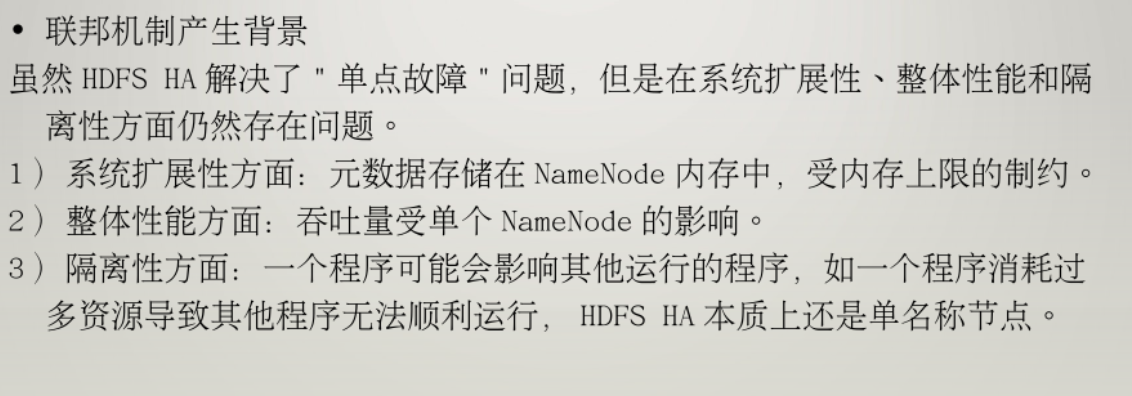 • 联邦机制产生背景
虽然 HDFS HA 解决了 " 单点故障 " 问题，但是在系统扩展性、整体性能和隔
离性方面仍然存在问题。
1） 系统扩展性方面：元数据存储在 NameNode 内存中，受内存上限的制约。
2） 整体性能方面：吞吐量受单个 NameNode 的影响。
3） 隔离性方面：一个程序可能会影响其他运行的程序，如一个程序消耗过
多资源导致其他程序无法顺利运行， HDFS HA 本质上还是单名称节点。